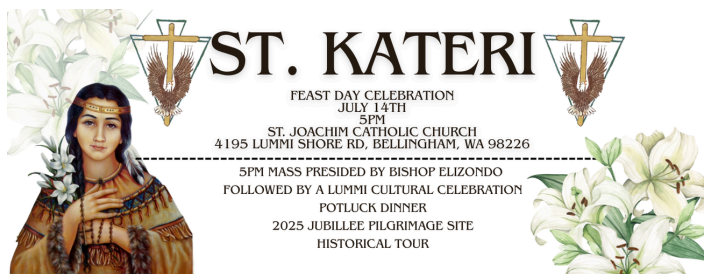 ST. KATERI
FEAST DAY CELEBRATION
JULY 14TH
5PM
ST. JOACHIM CATHOLIC CHURCH
4195 LUMMI SHORE RD, BELLINGHAM, WA 98226
5PM MASS PRESIDED BY BISHOP ELIZONDO
FOLLOWED BY A LUMMI CULTURAL CELEBRATION
POTLUCK DINNER
2025 JUBILLEE PILGRIMAGE SITE
HISTORICAL TOUR